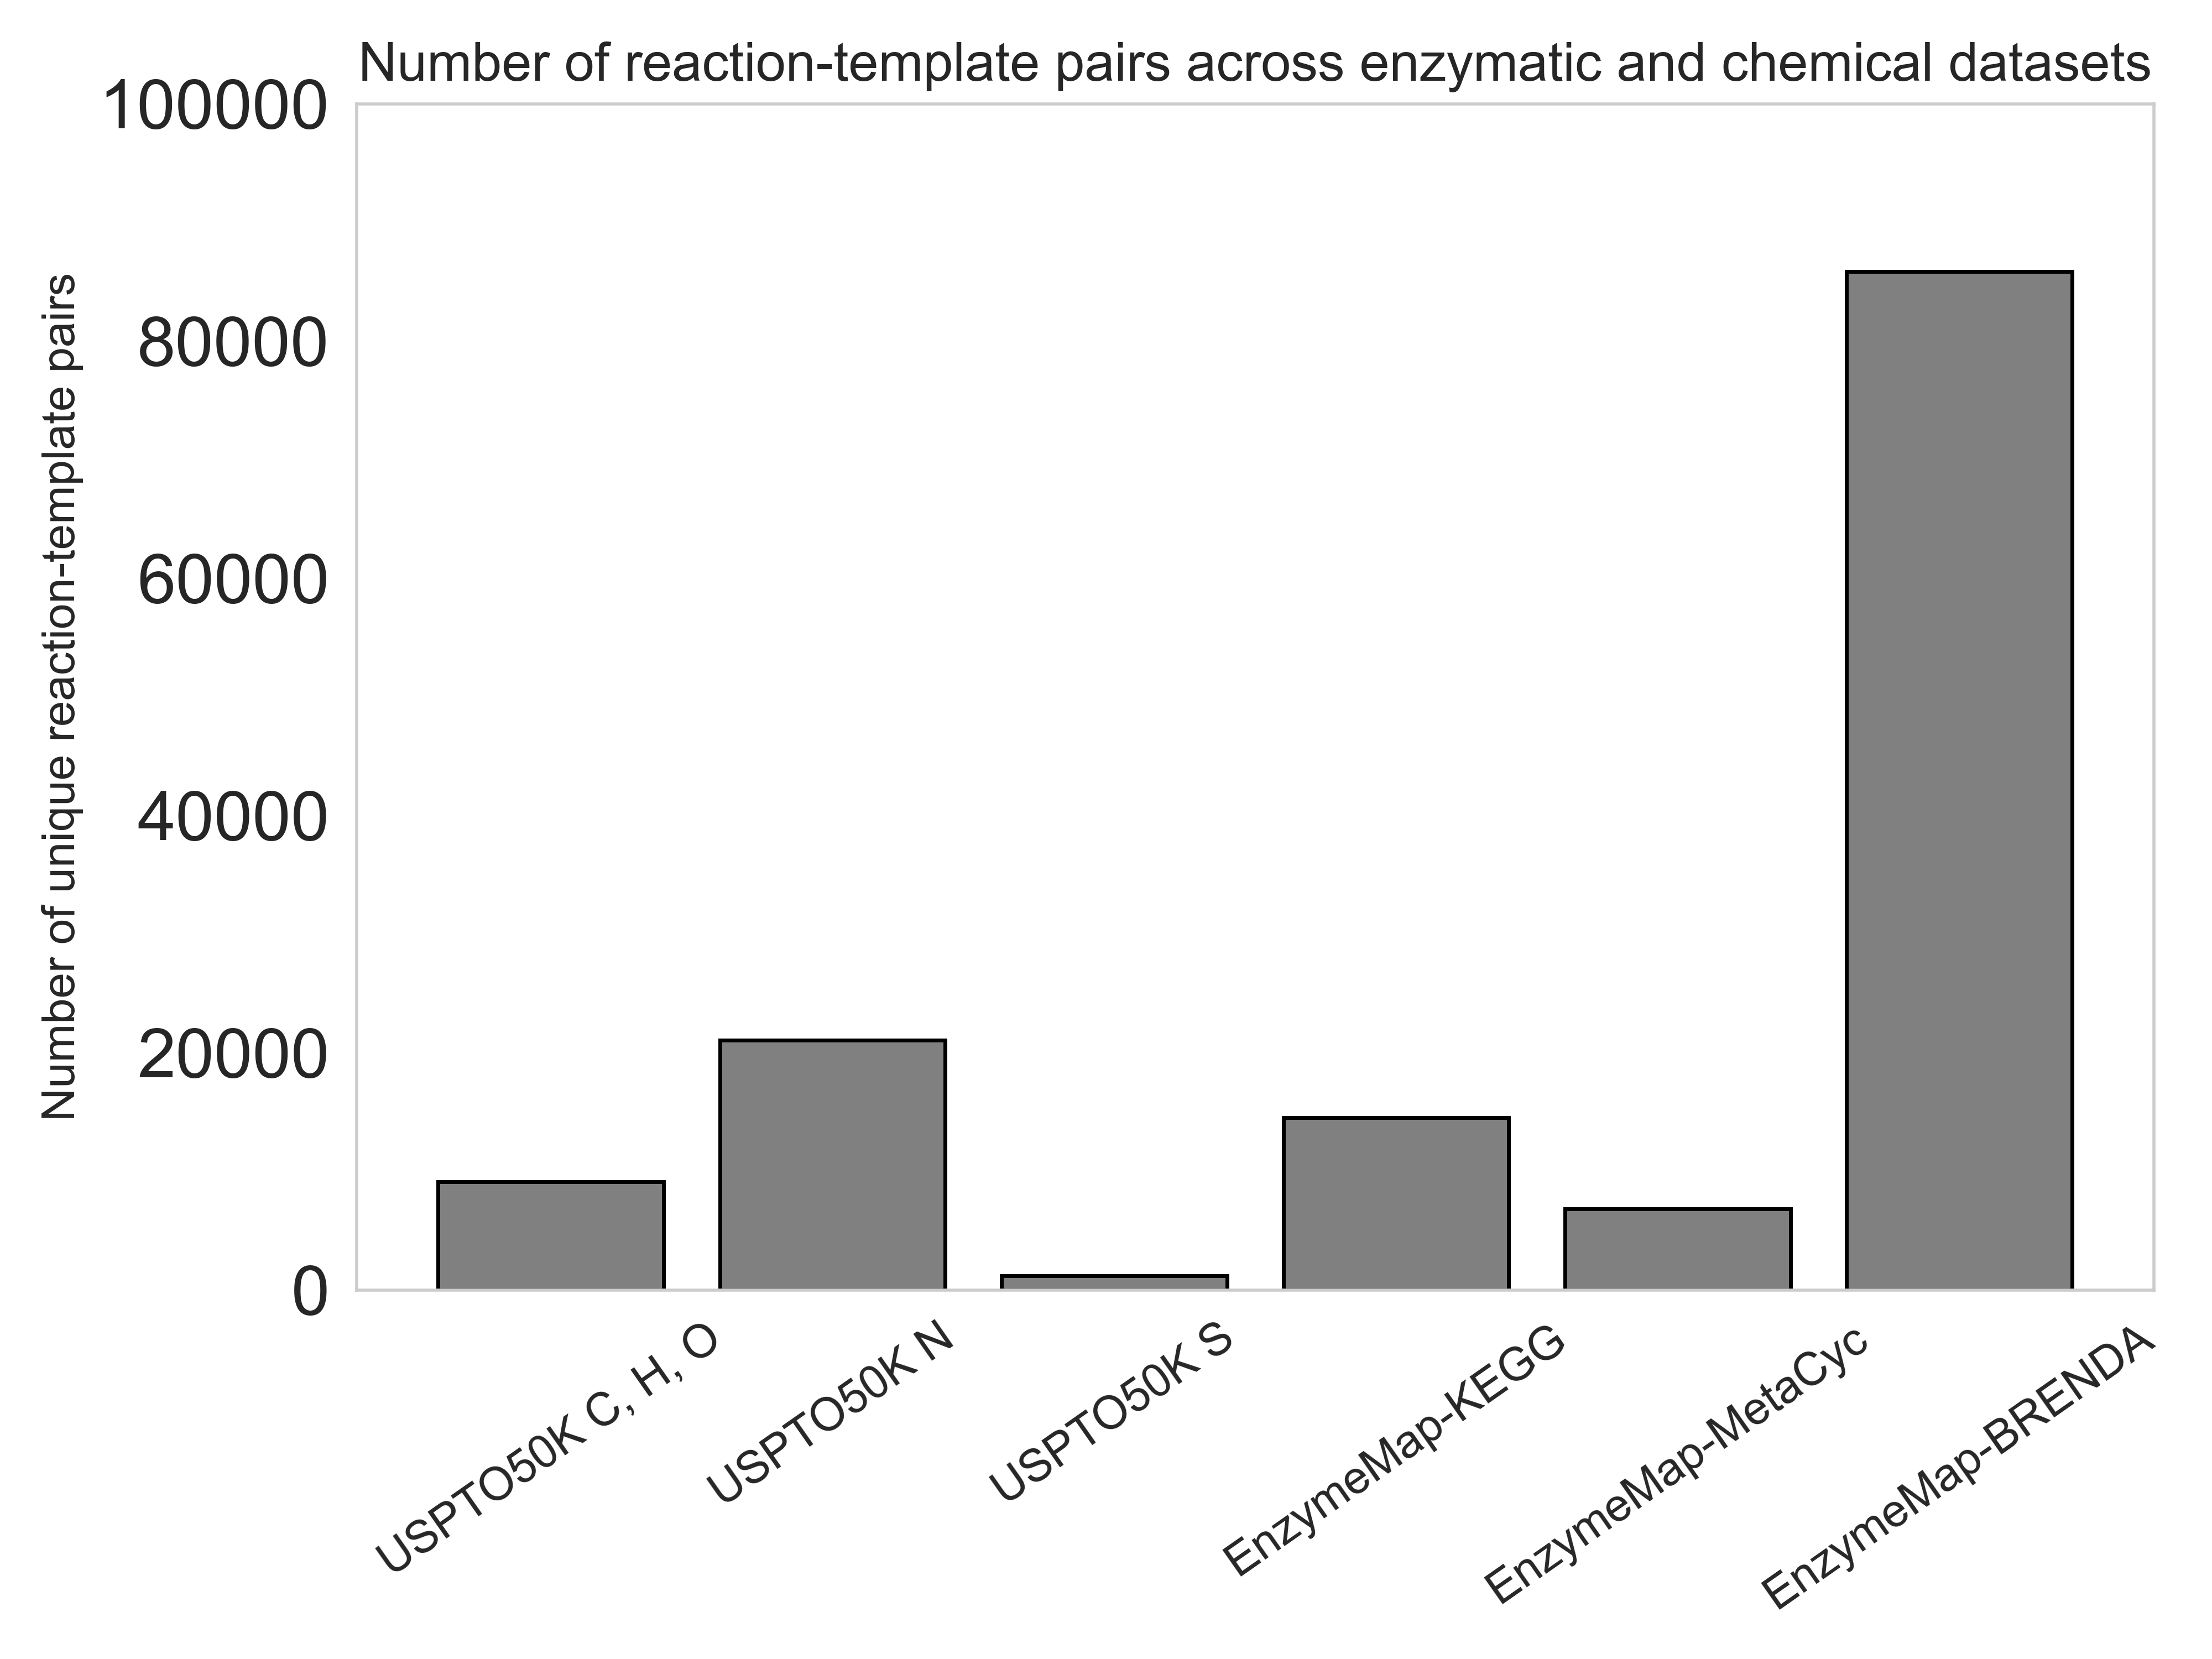 Number of reaction-template pairs across enzymatic and chemical datasets
Number of unique reaction-template pairs
100000
80000
60000
40000
20000
0
USPTO50K C, H, O
USPTO50K N
USPTO50K S
EnzymeMap-KEGG
EnzymeMap-MetaCyc
EnzymeMap-BRENDA